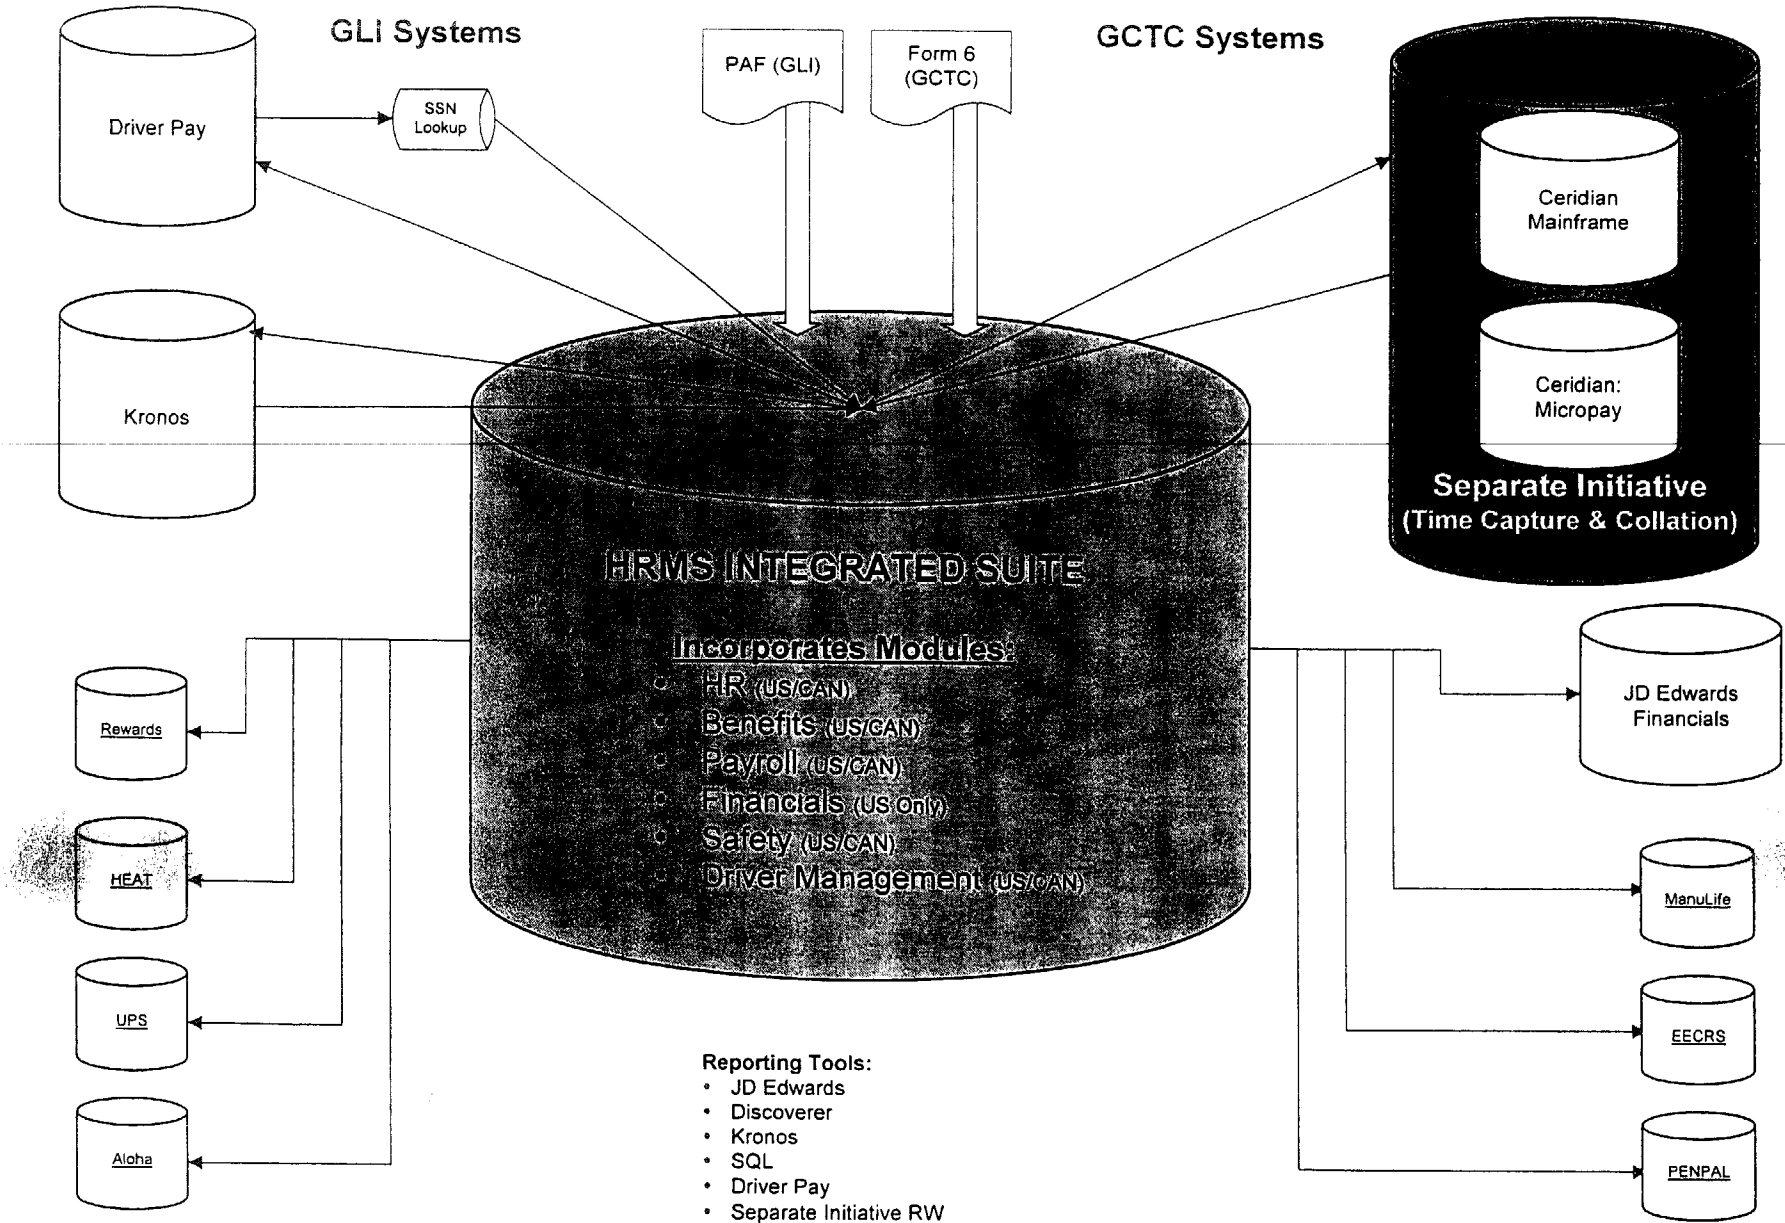 GLI Systems
GCTC Systems
Driver Pay
SSN
Lookup
PAF (GLI)
Form 6
(GCTC)
Ceridian
Mainframe
Ceridian:
Micropay
Separate Initiative
(Time Capture & Collation)
Kronos
HRMS INTEGRATED SUITE
Incorporates Modules:
• HR (US/CAN)
• Benefits (US/CAN)
• Payroll (US/CAN)
• Financials (US Only)
• Safety (US/CAN)
• Driver Management (US/CAN)
Rewards
HEAT
UPS
Aloha
JD Edwards
Financials
ManuLife
EECRS
PENPAL
Reporting Tools:
• JD Edwards
• Discoverer
• Kronos
• SQL
• Driver Pay
• Separate Initiative RW